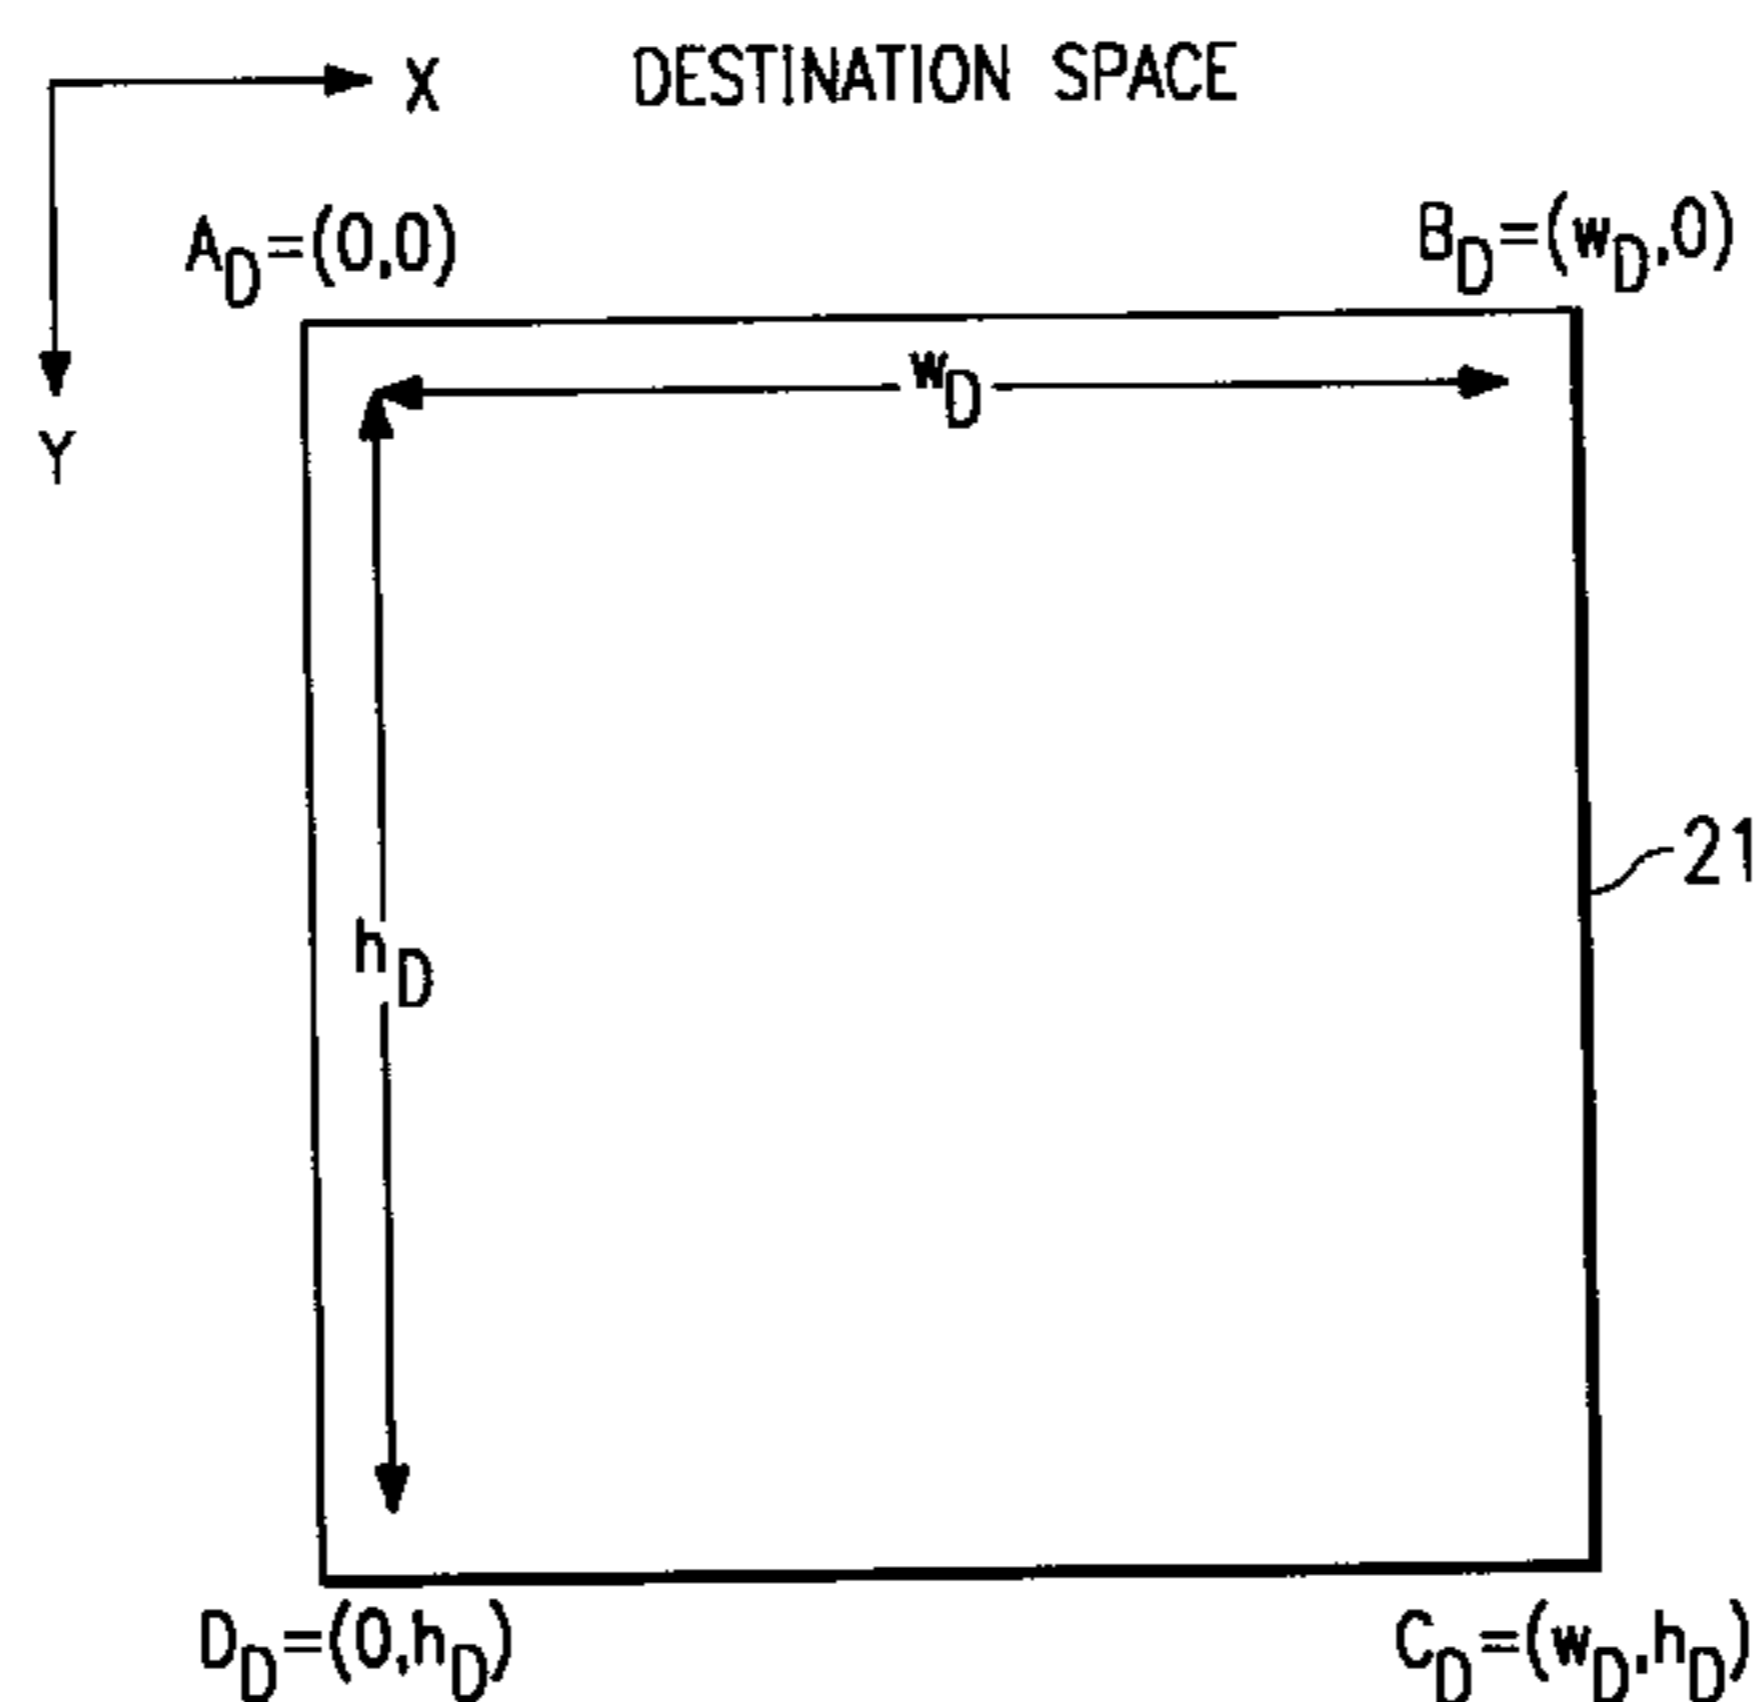 X DESTINATION SPACE
A_D=(0,0) B_D=(w_D,0)
w_D
Y
21
h_D
D_D=(0,h_D) C_D=(w_D,h_D)